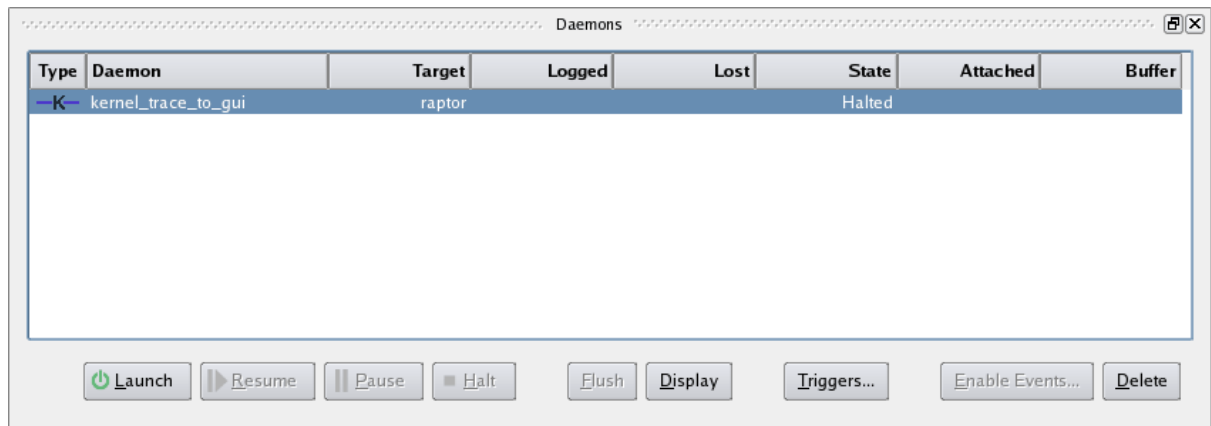 Daemons
Type Daemon Target Logged Lost State Attached Buffer
K kernel_trace_to_gui raptor Halted
Launch Resume Pause Halt Flush Display Triggers... Enable Events... Delete